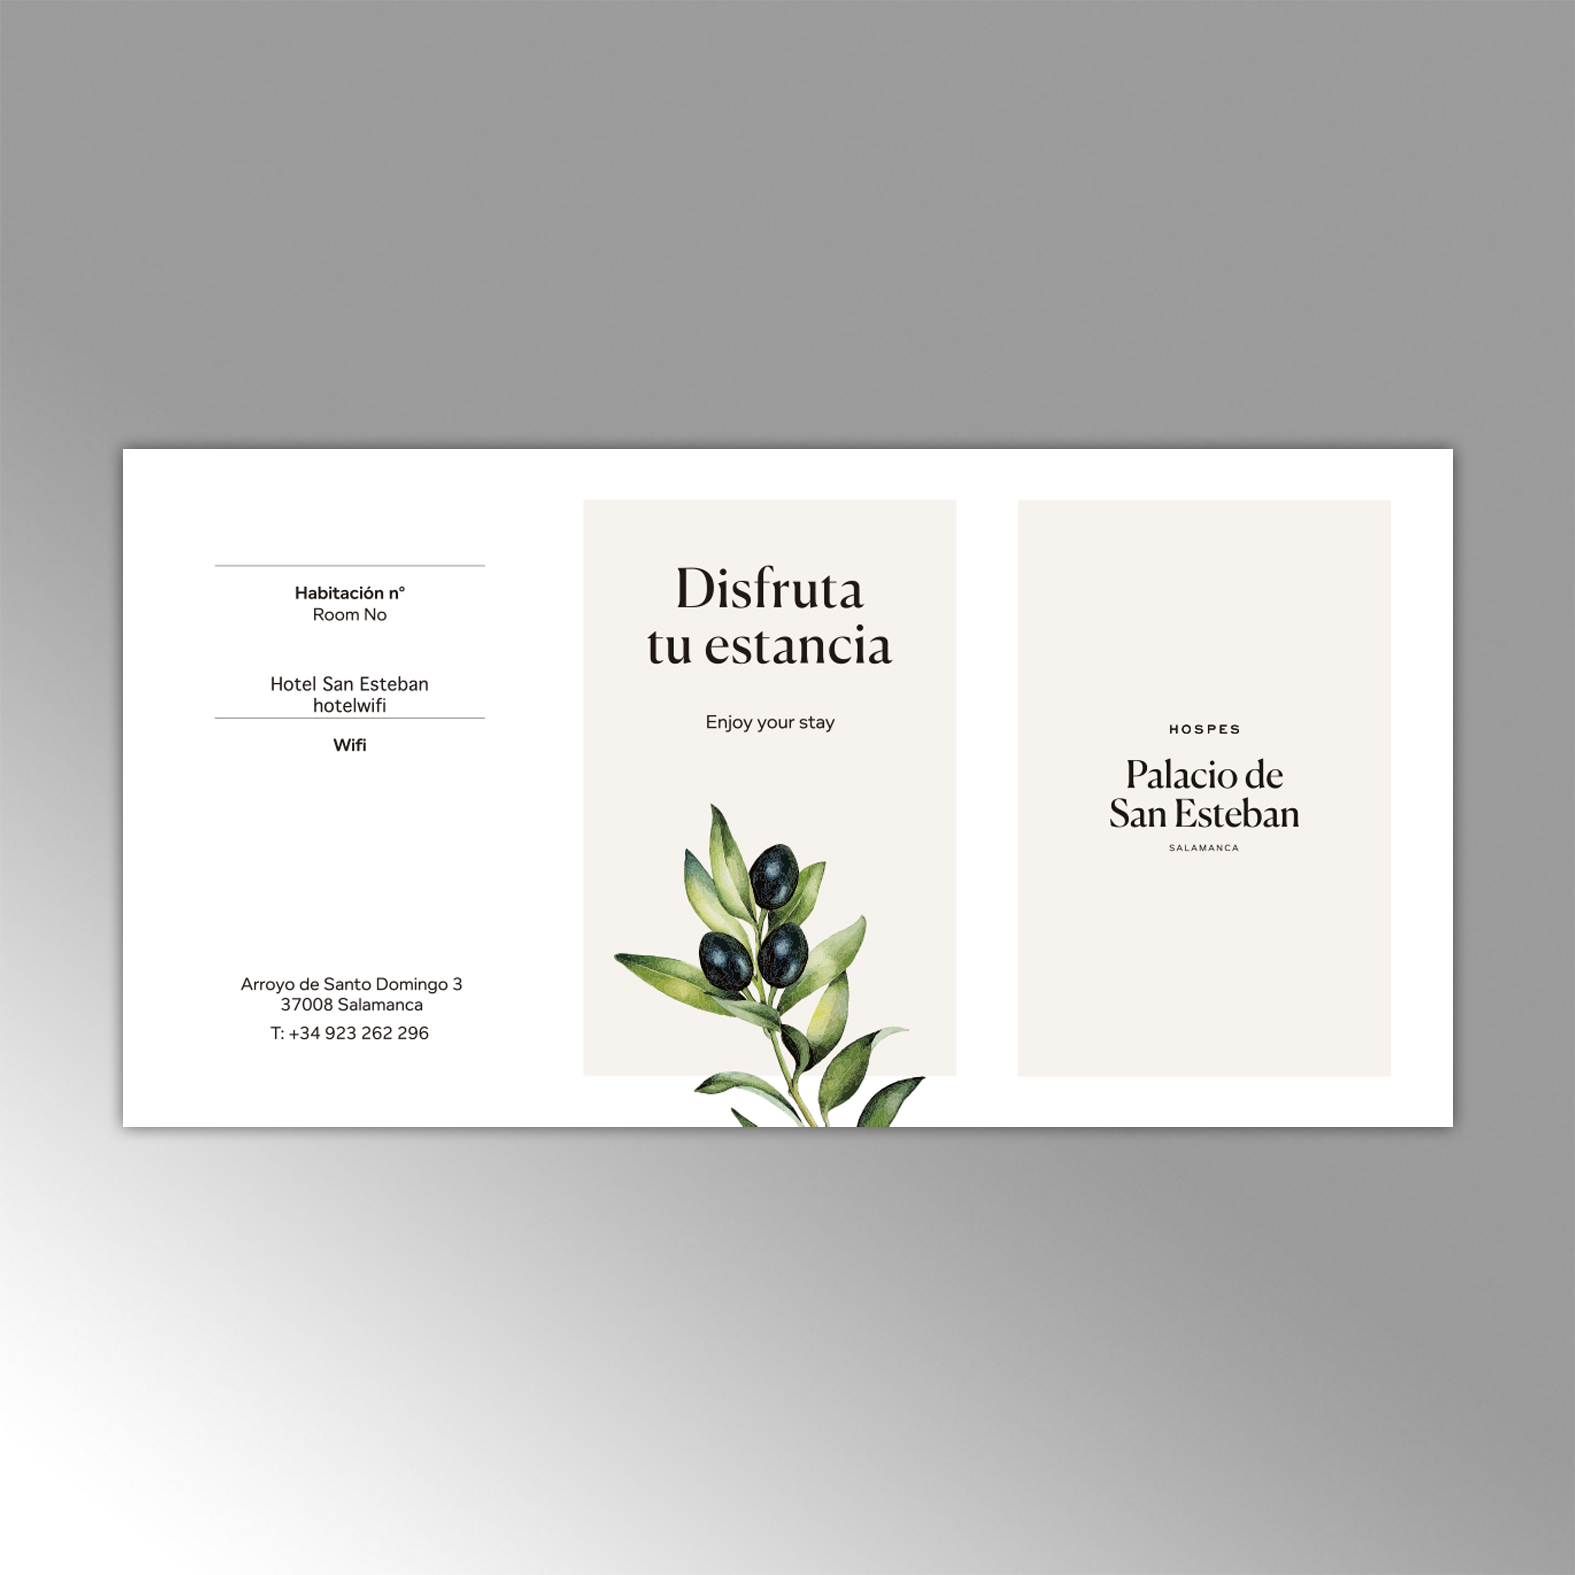 Habitación nº
Room No
Hotel San Esteban
hotelwifi
Wifi
Arroyo de Santo Domingo 3
37008 Salamanca
T: +34 923 262 296
Disfruta
tu estancia
Enjoy your stay
HOSPES
Palacio de
San Esteban
SALAMANCA